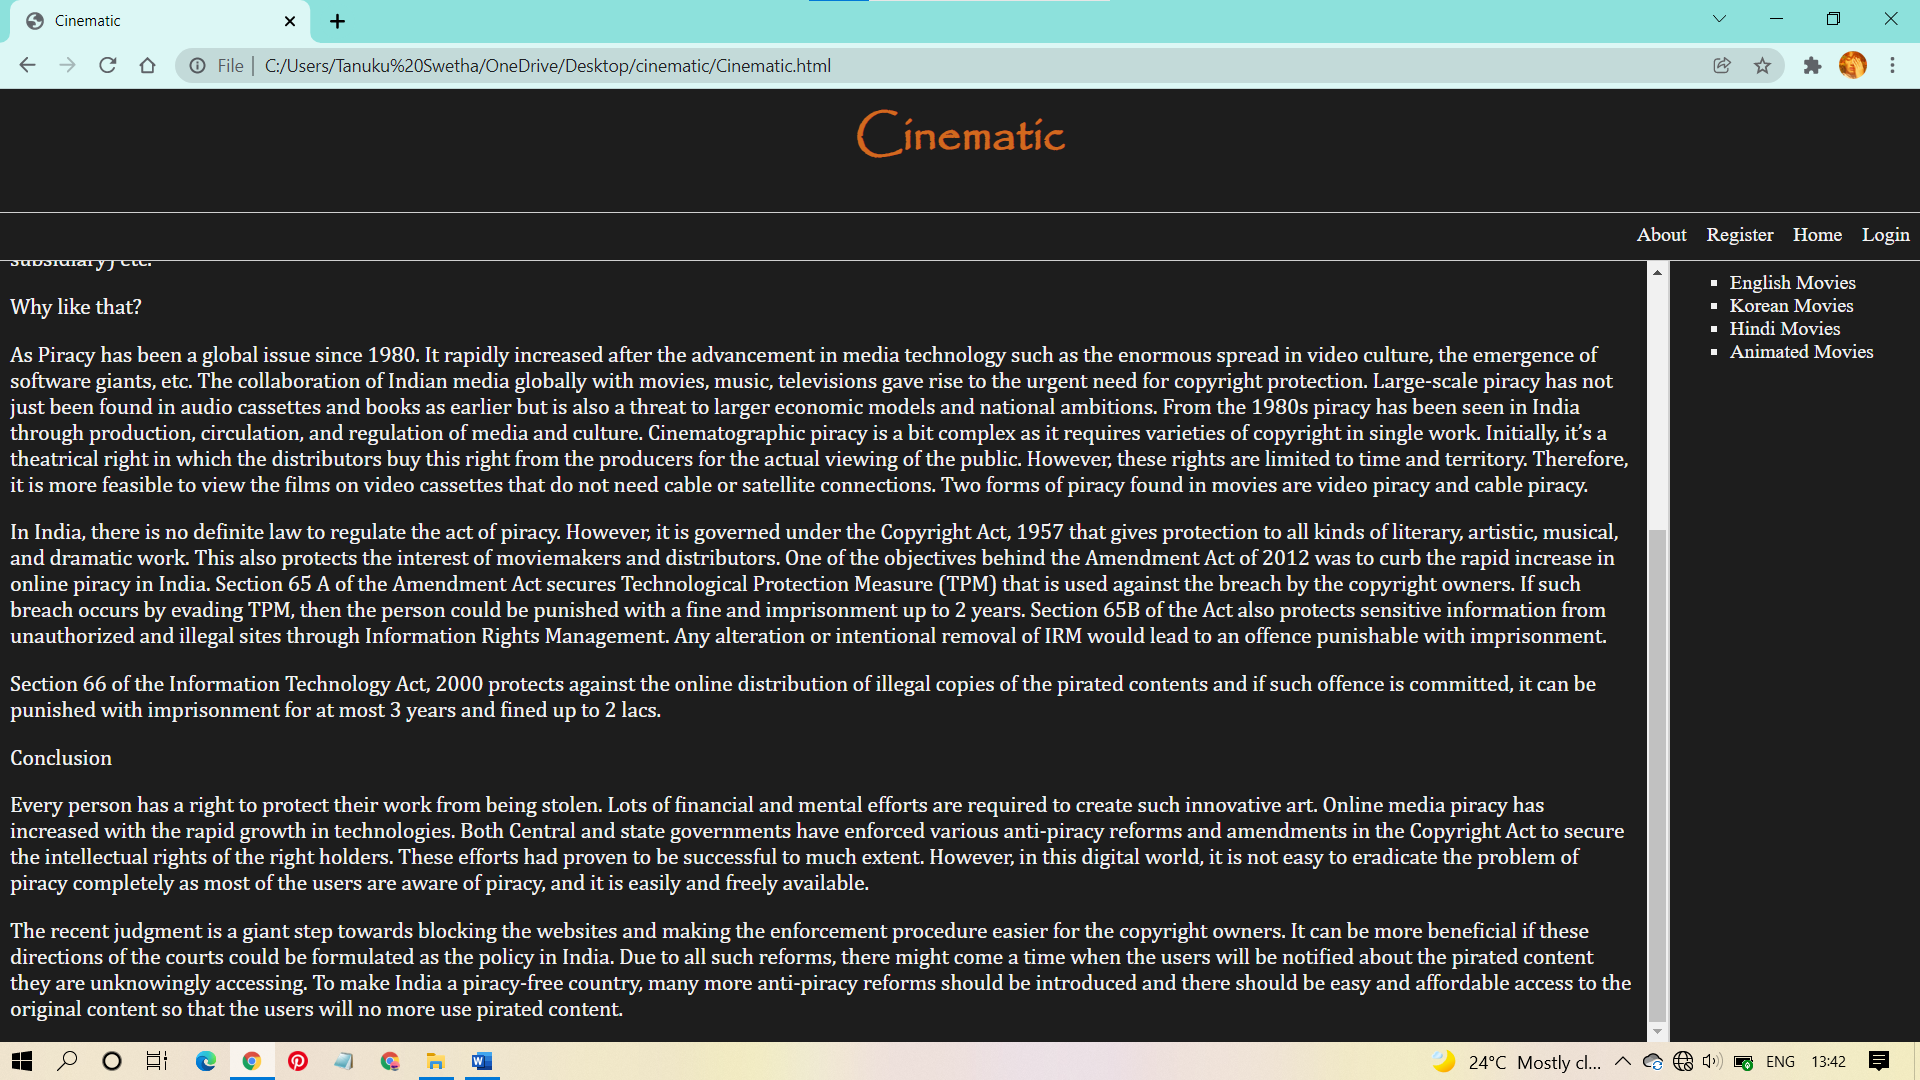 Cinematic
File
C:/Users/Tanuku%20Swetha/OneDrive/Desktop/cinematic/Cinematic.html
Cinematic
About Register Home Login
subsidiary) etc.
Why like that?
As Piracy has been a global issue since 1980. It rapidly increased after the advancement in media technology such as the enormous spread in video culture, the emergence of
software giants, etc. The collaboration of Indian media globally with movies, music, televisions gave rise to the urgent need for copyright protection. Large-scale piracy has not
just been found in audio cassettes and books as earlier but is also a threat to larger economic models and national ambitions. From the 1980s piracy has been seen in India
through production, circulation, and regulation of media and culture. Cinematographic piracy is a bit complex as it requires varieties of copyright in single work. Initially, it’s a
theatrical right in which the distributors buy this right from the producers for the actual viewing of the public. However, these rights are limited to time and territory. Therefore,
it is more feasible to view the films on video cassettes that do not need cable or satellite connections. Two forms of piracy found in movies are video piracy and cable piracy.
In India, there is no definite law to regulate the act of piracy. However, it is governed under the Copyright Act, 1957 that gives protection to all kinds of literary, artistic, musical,
and dramatic work. This also protects the interest of moviemakers and distributors. One of the objectives behind the Amendment Act of 2012 was to curb the rapid increase in
online piracy in India. Section 65 A of the Amendment Act secures Technological Protection Measure (TPM) that is used against the breach by the copyright owners. If such
breach occurs by evading TPM, then the person could be punished with a fine and imprisonment up to 2 years. Section 65B of the Act also protects sensitive information from
unauthorized and illegal sites through Information Rights Management. Any alteration or intentional removal of IRM would lead to an offence punishable with imprisonment.
Section 66 of the Information Technology Act, 2000 protects against the online distribution of illegal copies of the pirated contents and if such offence is committed, it can be
punished with imprisonment for at most 3 years and fined up to 2 lacs.
Conclusion
Every person has a right to protect their work from being stolen. Lots of financial and mental efforts are required to create such innovative art. Online media piracy has
increased with the rapid growth in technologies. Both Central and state governments have enforced various anti-piracy reforms and amendments in the Copyright Act to secure
the intellectual rights of the right holders. These efforts had proven to be successful to much extent. However, in this digital world, it is not easy to eradicate the problem of
piracy completely as most of the users are aware of piracy, and it is easily and freely available.
The recent judgment is a giant step towards blocking the websites and making the enforcement procedure easier for the copyright owners. It can be more beneficial if these
directions of the courts could be formulated as the policy in India. Due to all such reforms, there might come a time when the users will be notified about the pirated content
they are unknowingly accessing. To make India a piracy-free country, many more anti-piracy reforms should be introduced and there should be easy and affordable access to the
original content so that the users will no more use pirated content.
English Movies
Korean Movies
Hindi Movies
Animated Movies
24°C Mostly cl... ENG 13:42